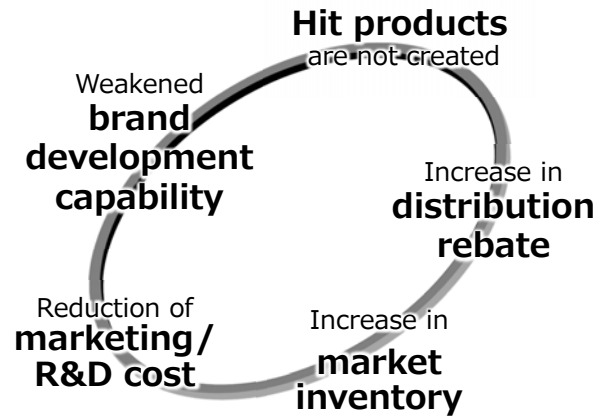 Hit products
are not created
Weakened
brand
development
capability
Increase in
distribution
rebate
Reduction of
marketing/
R&D cost
Increase in
market
inventory